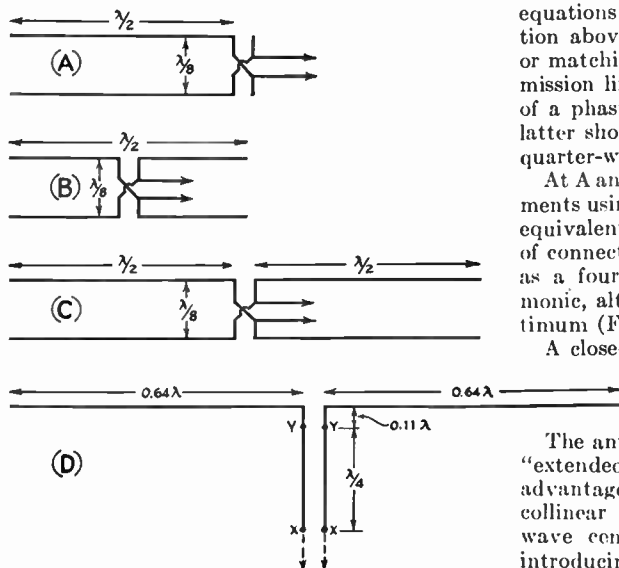 λ/2
(A)
λ/8
λ/2
(B)
λ/8
λ/2
λ/2
(C)
λ/8
0.64λ
0.64λ
Y
Y
0.11λ
(D)
λ/4
X
X
equations
tion above
or matchi
mission li
of a phas
latter sho
quarter-w
At A an
ments usin
equivalent
of connect
as a four
monic, alt
timum (F
A close
The an
"extended
advantage
collinear
wave cen
introducin